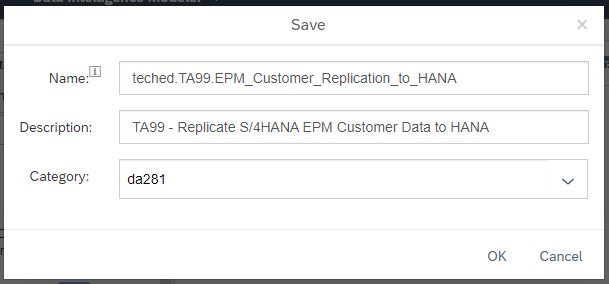 Data Intelligence Modeler
Save
×
Name: i
teched.TA99.EPM_Customer_Replication_to_HANA
Description:
TA99 - Replicate S/4HANA EPM Customer Data to HANA
Category:
da281
OK Cancel